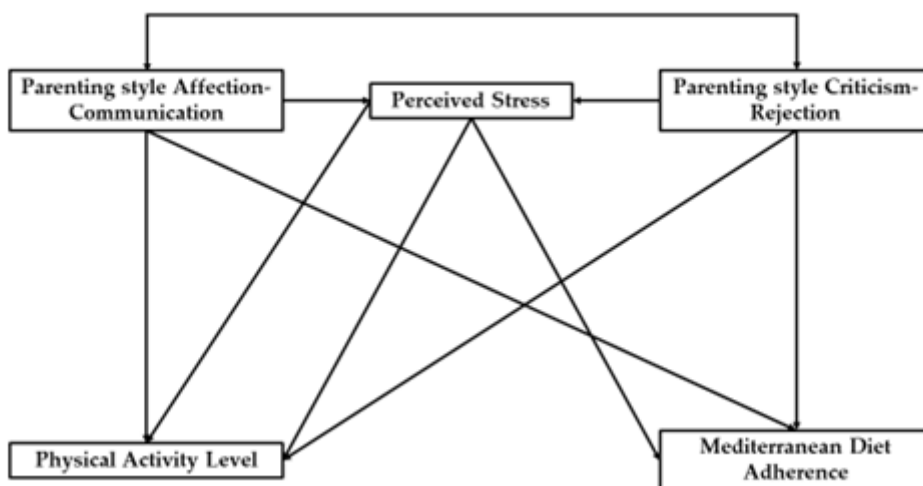 Parenting style Affection-
Communication
Perceived Stress
Parenting style Criticism-
Rejection
Physical Activity Level
Mediterranean Diet
Adherence